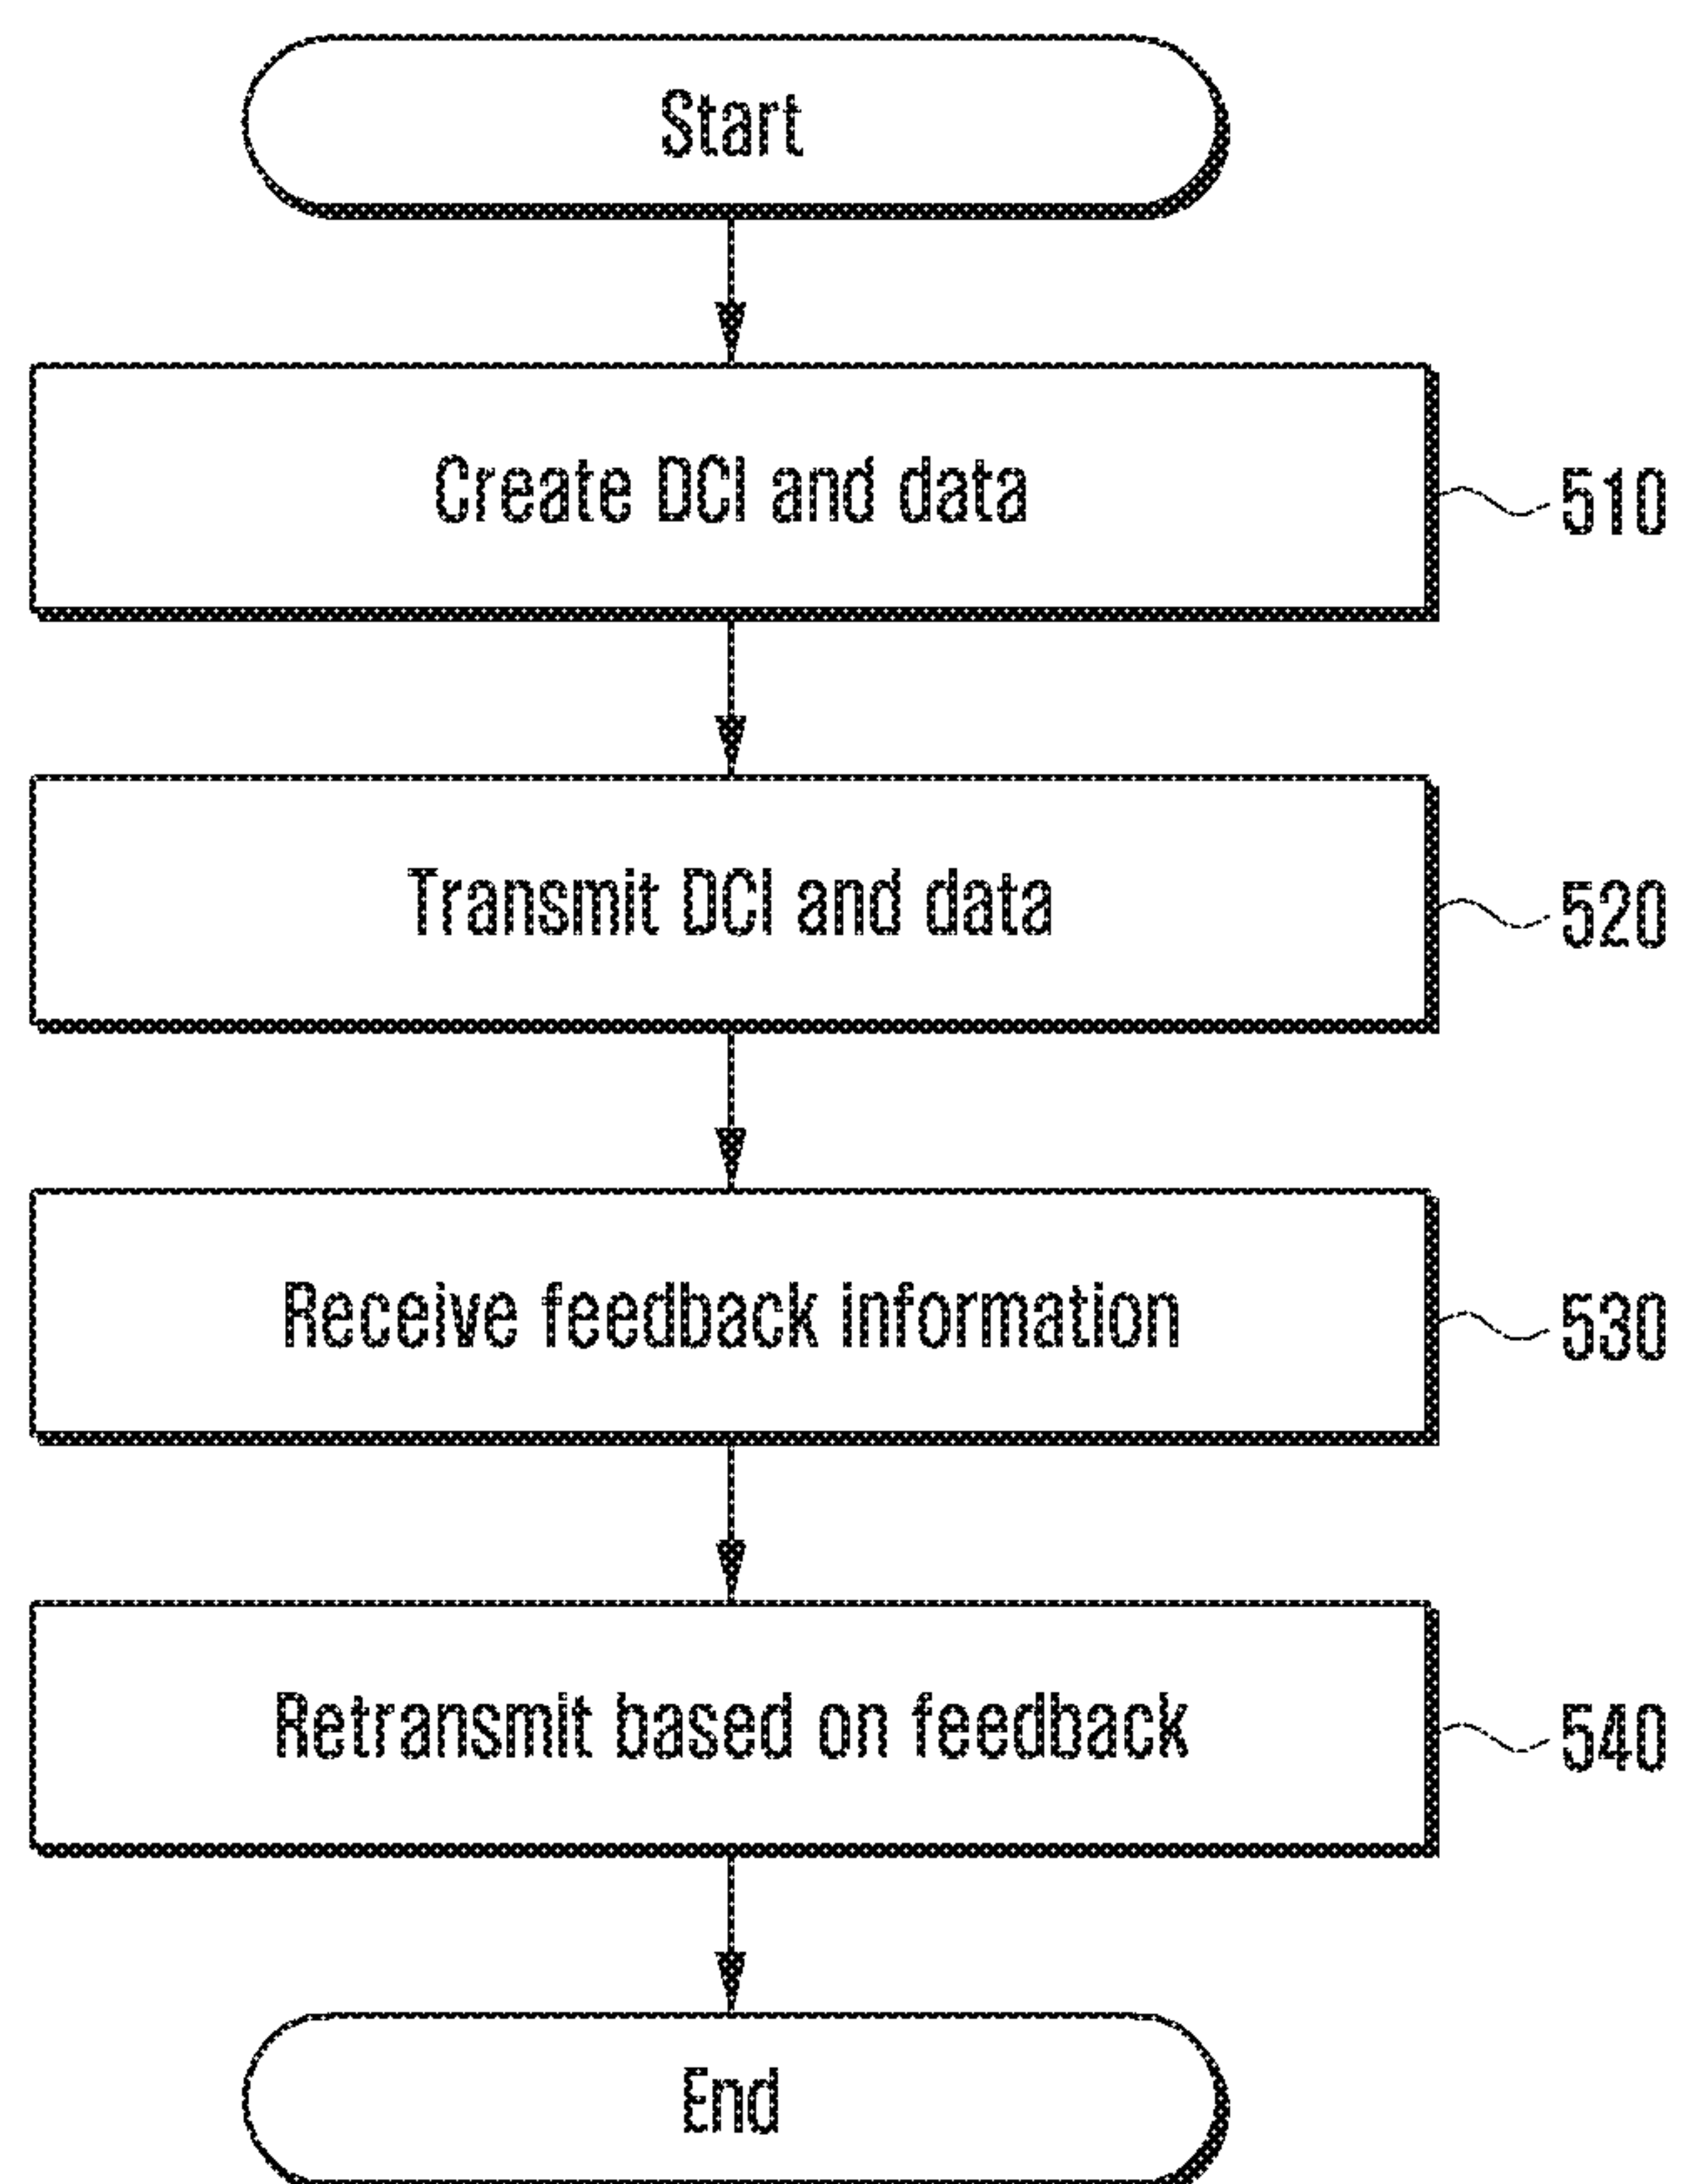 Start
Create DCI and data 510
Transmit DCI and data 520
Receive feedback information 530
Retransmit based on feedback 540
End